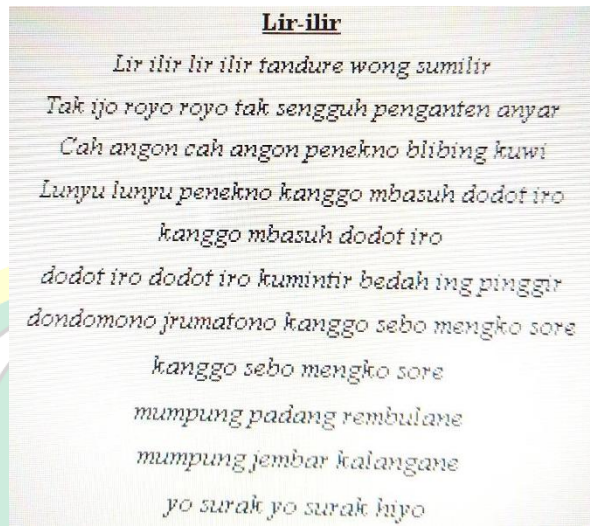 Lir-ilir
Lir ilir lir ilir tandure wong sumilir
Tak ijo royo royo tak sengguh penganten anyar
Cah angon cah angon penekno blibing kuwi
Lunyu lunyu penekno kanggo mbasuh dodot iro
kanggo mbasuh dodot iro
dodot iro dodot iro kumintir bedah ing pinggir
dondomono jrumatono kanggo sebo mengko sore
kanggo sebo mengko sore
mumpung padang rembulane
mumpung jembar kalangane
yo surak yo surak hiyo